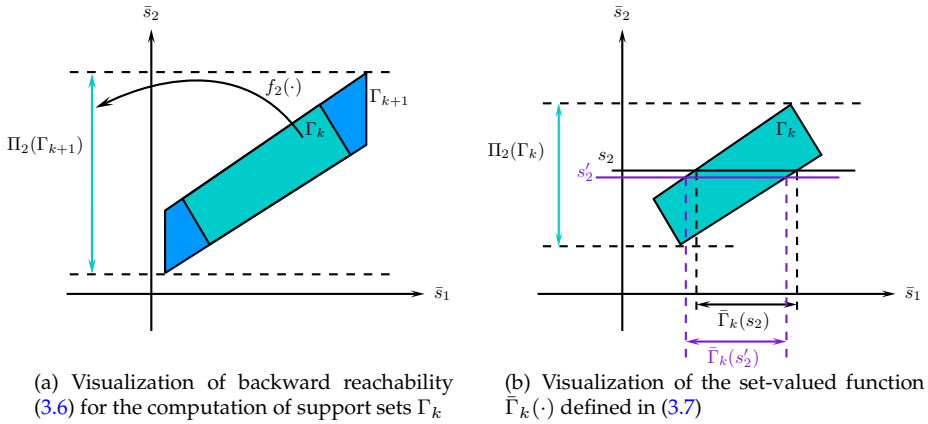 s̄₂
f₂(·)
Γₖ₊₁
Γₖ
Π₂(Γₖ₊₁)
s̄₁
(a) Visualization of backward reachability
(3.6) for the computation of support sets Γₖ
s̄₂
Γₖ
Π₂(Γₖ)
s₂
s′₂
s̄₁
Γ̄ₖ(s₂)
Γ̄ₖ(s′₂)
(b) Visualization of the set-valued function
Γ̄ₖ(·) defined in (3.7)